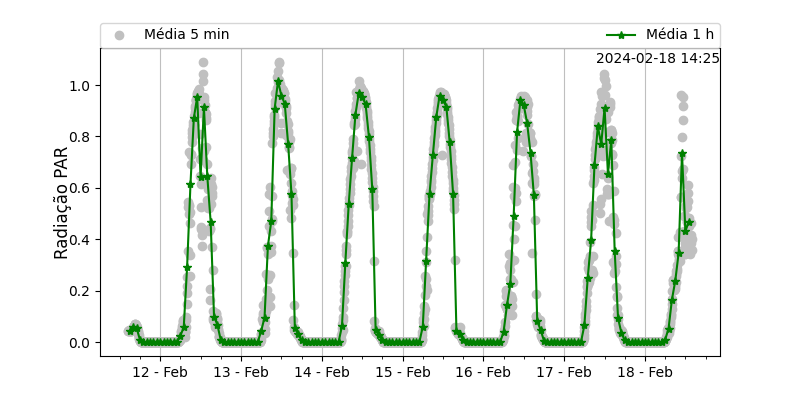 Média 5 min
Média 1 h
2024-02-18 14:25
1.0
0.8
0.6
0.4
0.2
0.0
Radiação PAR
12 - Feb
13 - Feb
14 - Feb
15 - Feb
16 - Feb
17 - Feb
18 - Feb